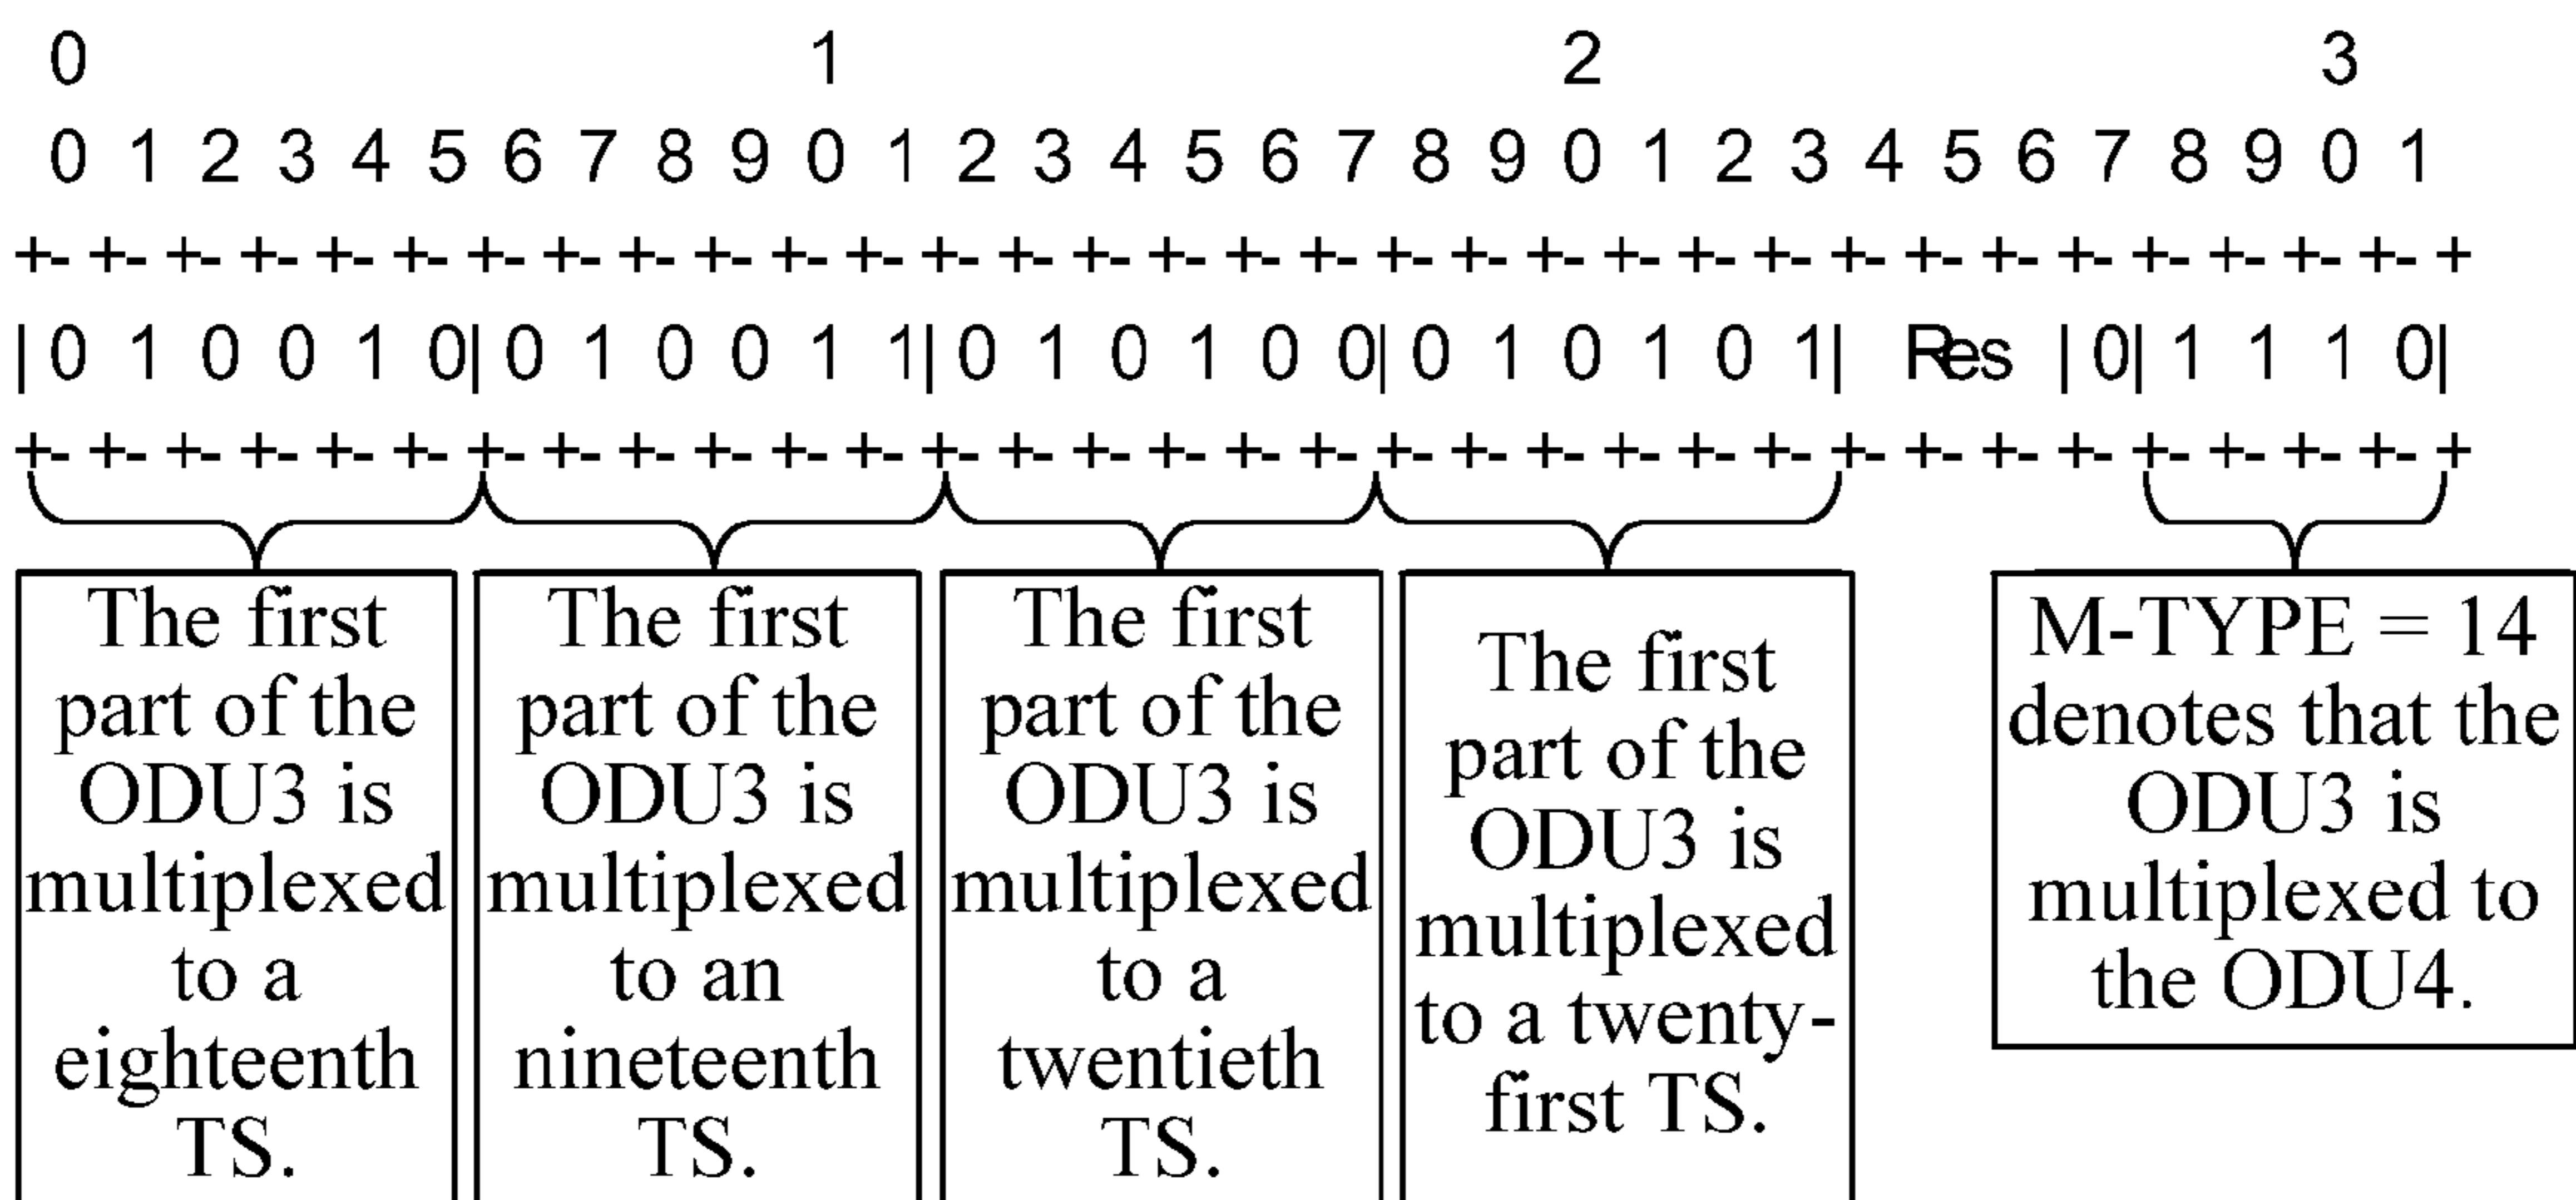 0 1 2 3
0 1 2 3 4 5 6 7 8 9 0 1 2 3 4 5 6 7 8 9 0 1 2 3 4 5 6 7 8 9 0 1
+- +- +- +- +- +- +- +- +- +- +- +- +- +- +- +- +- +- +- +- +- +- +- +- +- +- +- +- +- +- +- +- +
|0 1 0 0 1 0|0 1 0 0 1 1|0 1 0 1 0 0|0 1 0 1 0 1| Res |0|1 1 1 0|
+- +- +- +- +- +- +- +- +- +- +- +- +- +- +- +- +- +- +- +- +- +- +- +- +- +- +- +- +- +- +- +- +
The first
part of the
ODU3 is
multiplexed
to a
eighteenth
TS.
The first
part of the
ODU3 is
multiplexed
to an
nineteenth
TS.
The first
part of the
ODU3 is
multiplexed
to a
twentieth
TS.
The first
part of the
ODU3 is
multiplexed
to a twenty-
first TS.
M-TYPE = 14
denotes that the
ODU3 is
multiplexed to
the ODU4.